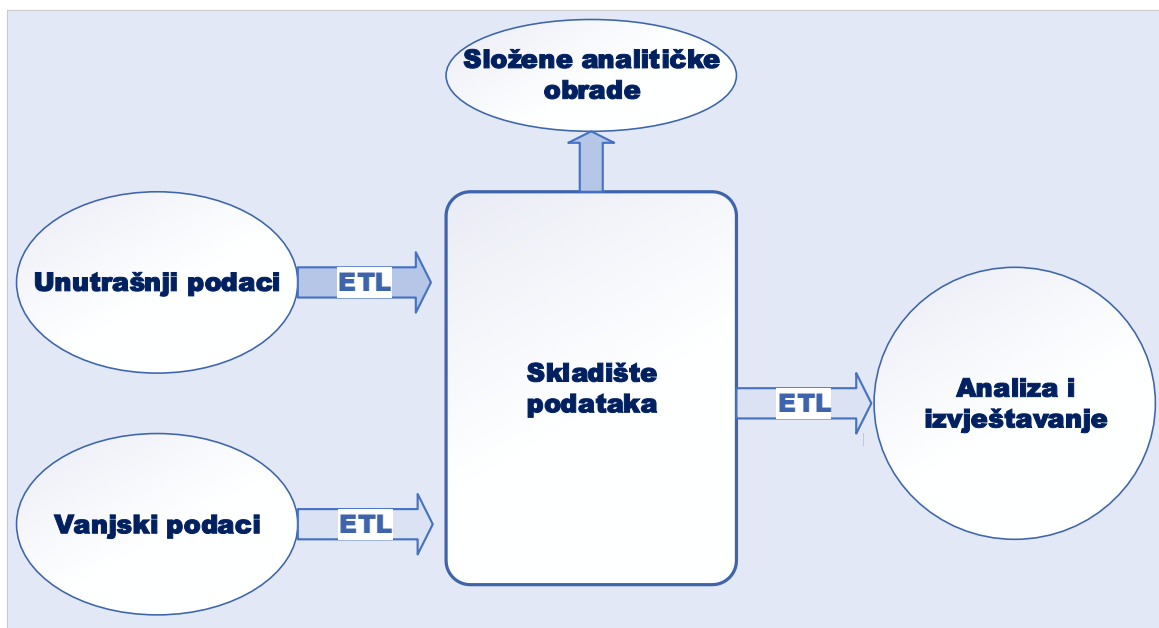 Složene analitičke
obrade
Unutrašnji podaci
ETL
Skladište
podataka
ETL
Analiza i
izvještavanje
Vanjski podaci
ETL